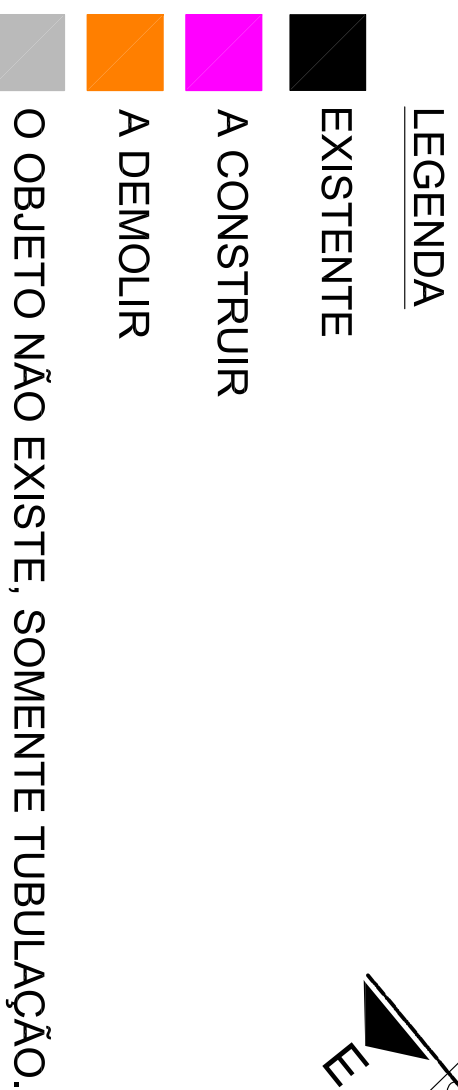 LEGENDA
EXISTENTE
A CONSTRUIR
A DEMOLIR
O OBJETO NÃO EXISTE, SOMENTE TUBULAÇÃO.
E